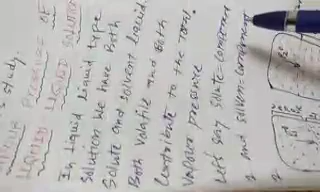 study.
VAPOUR PRESSURE OF
LIQUID LIQUID SOLUTION
In Liquid liquid type
solution we have both
solute and solvent liquid.
Both volatile and both
contribute to the total
vapour pressure
Let's say solute component
and solvent component